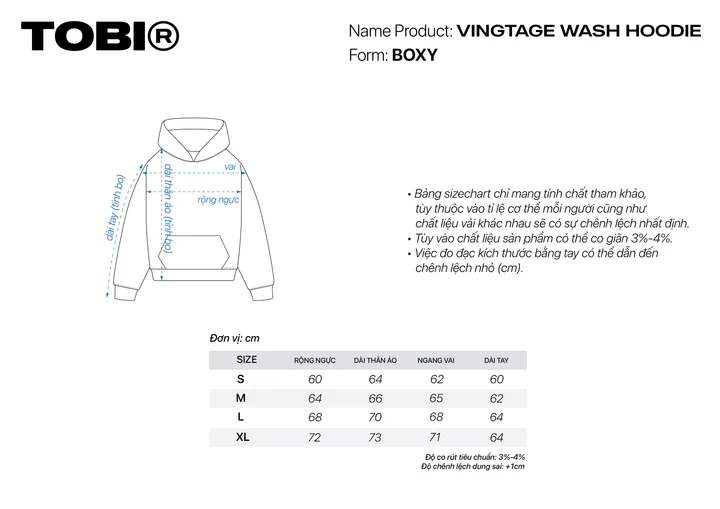 TOBI®
Name Product: VINGTAGE WASH HOODIE
Form: BOXY
vai
rộng ngực
dài thân áo (tính bo)
dài tay (tính bo)
• Bảng sizechart chỉ mang tính chất tham khảo,
tùy thuộc vào tỉ lệ cơ thể mỗi người cũng như
chất liệu vải khác nhau sẽ có sự chênh lệch nhất định.
• Tùy vào chất liệu sản phẩm có thể co giãn 3%-4%.
• Việc đo đạc kích thước bằng tay có thể dẫn đến
chênh lệch nhỏ (cm).
Đơn vị: cm
SIZE RỘNG NGỰC DÀI THÂN ÁO NGANG VAI DÀI TAY
S 60 64 62 60
M 64 66 65 62
L 68 70 68 64
XL 72 73 71 64
Độ co rút tiêu chuẩn: 3%-4%
Độ chênh lệch dung sai: +1cm